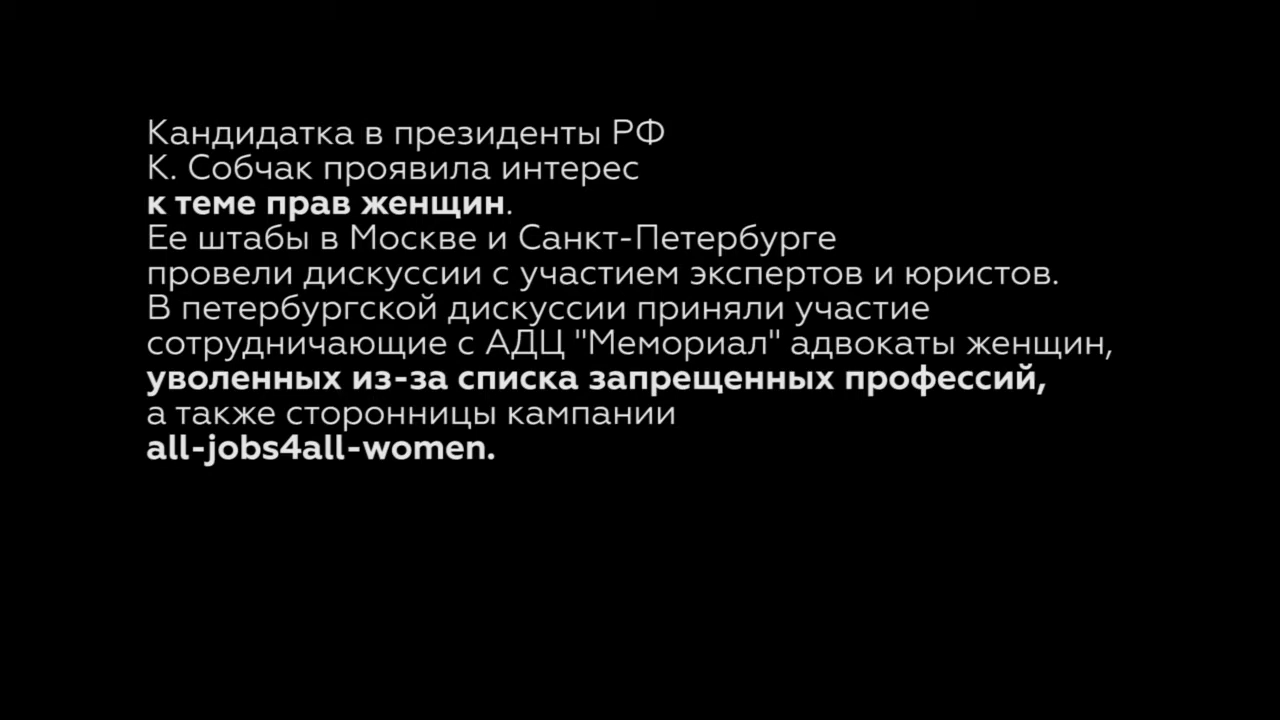 Кандидатка в президенты РФ
К. Собчак проявила интерес
к теме прав женщин.
Ее штабы в Москве и Санкт-Петербурге
провели дискуссии с участием экспертов и юристов.
В петербургской дискуссии приняли участие
сотрудничающие с АДЦ "Мемориал" адвокаты женщин,
уволенных из-за списка запрещенных профессий,
а также сторонницы кампании
all-jobs4all-women.